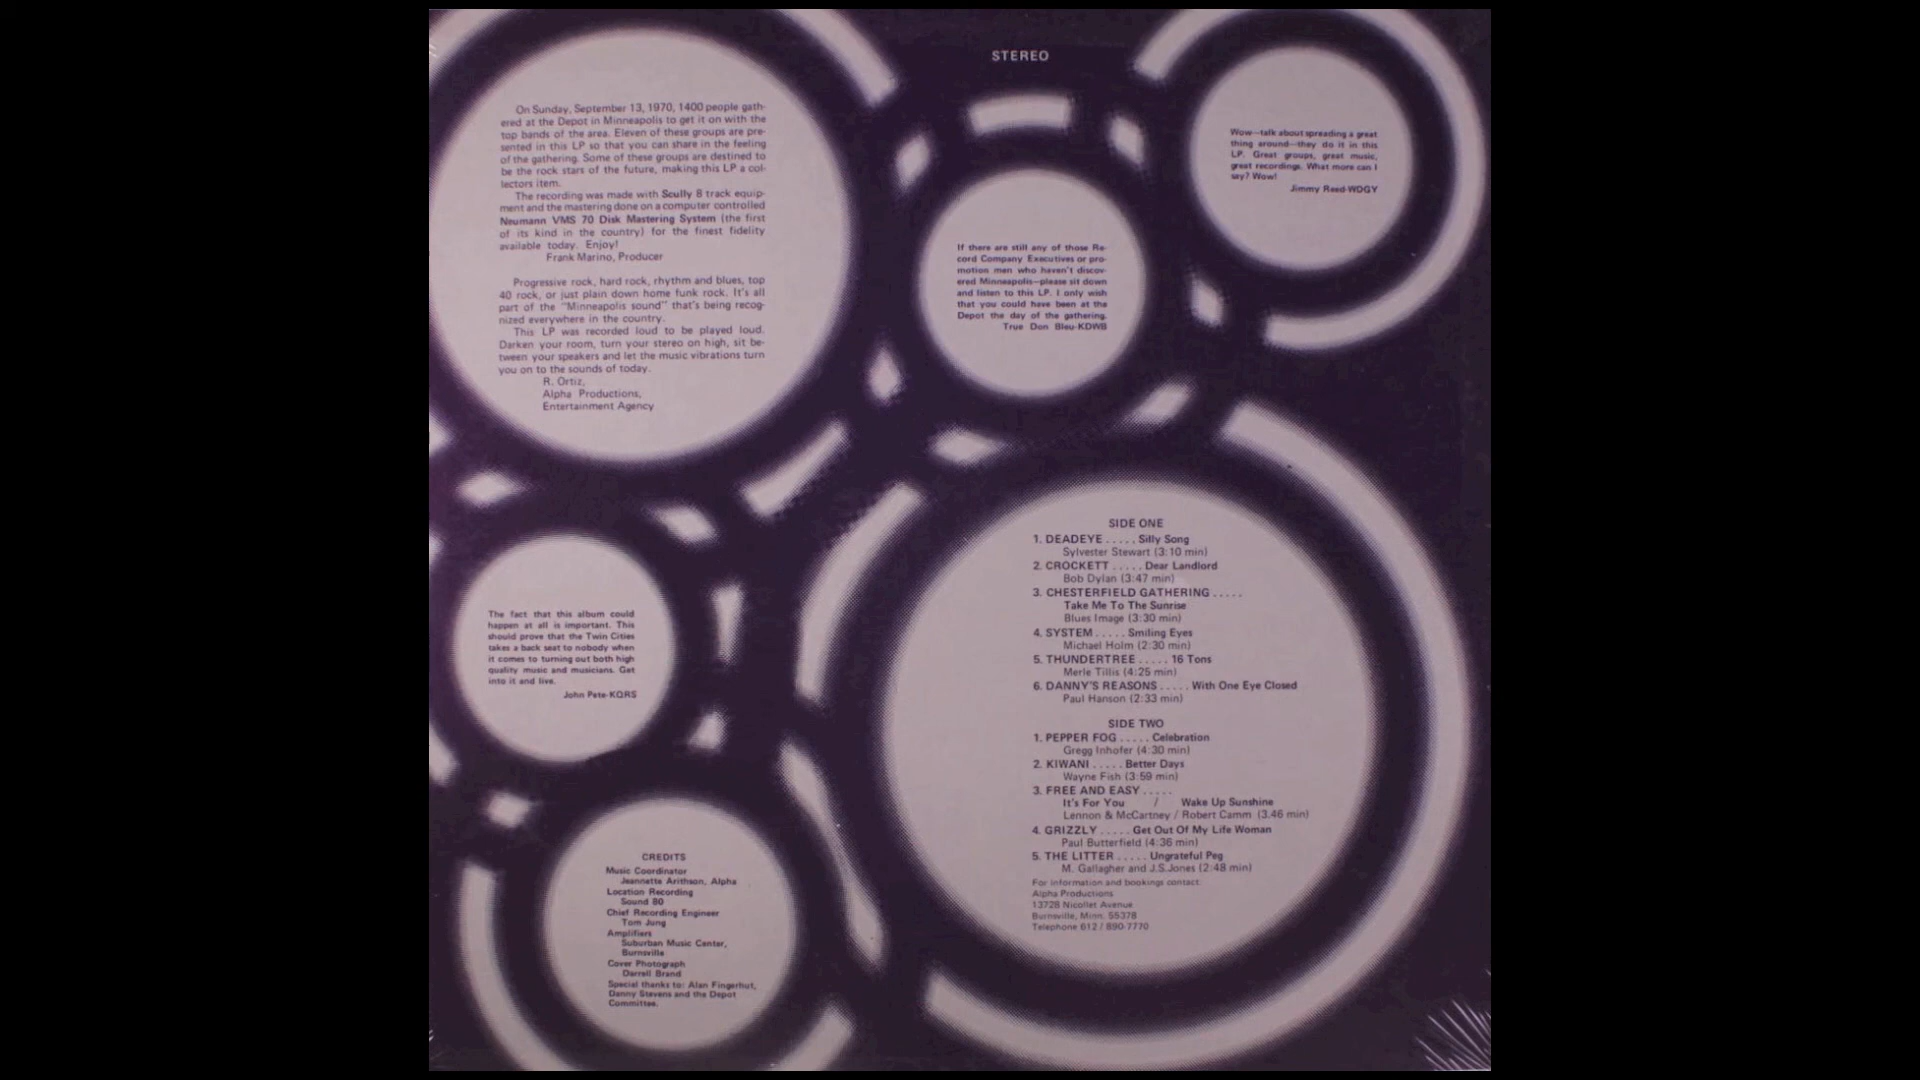 STEREO
On Sunday, September 13, 1970, 1400 people gath-
ered at the Depot in Minneapolis to get it on with the
top bands of the area. Eleven of these groups are pre-
sented in this LP so that you can share in the feeling
of the gathering. Some of these groups are destined to
be the rock stars of the future, making this LP a col-
lectors item.
The recording was made with Scully 8 track equip-
ment and the mastering done on a computer controlled
Neumann VMS 70 Disk Mastering System (the first
of its kind in the country) for the finest fidelity
available today. Enjoy!
Frank Marino, Producer
Progressive rock, hard rock, rhythm and blues, top
40 rock, or just plain down home funk rock. It's all
part of the "Minneapolis sound" that's being recog-
nized everywhere in the country.
This LP was recorded loud to be played loud.
Darken your room, turn your stereo on high, sit be-
tween your speakers and let the music vibrations turn
you on to the sounds of today.
R. Ortiz,
Alpha Productions,
Entertainment Agency
Wow—talk about spreading a great
thing around—they do it in this
LP. Great groups, great music,
great recordings. What more can I
say? Wow!
Jimmy Reed-WDGY
If there are still any of those Re-
cord Company Executives or pro-
motion men who haven't discov-
ered Minneapolis—please sit down
and listen to this LP. I only wish
that you could have been at the
Depot the day of the gathering.
True Don Bleu-KDWB
The fact that this album could
happen at all is important. This
should prove that the Twin Cities
takes a back seat to nobody when
it comes to turning out both high
quality music and musicians. Get
into it and live.
John Pete-KQRS
SIDE ONE
1. DEADEYE . . . . . Silly Song
Sylvester Stewart (3:10 min)
2. CROCKETT . . . . . Dear Landlord
Bob Dylan (3:47 min)
3. CHESTERFIELD GATHERING . . . . .
Take Me To The Sunrise
Blues Image (3:30 min)
4. SYSTEM . . . . . Smiling Eyes
Michael Holm (2:30 min)
5. THUNDERTREE . . . . . 16 Tons
Merle Tillis (4:25 min)
6. DANNY'S REASONS . . . . . With One Eye Closed
Paul Hanson (2:33 min)
SIDE TWO
1. PEPPER FOG . . . . . Celebration
Gregg Inhofer (4:30 min)
2. KIWANI . . . . . Better Days
Wayne Fish (3:59 min)
3. FREE AND EASY . . . . .
It's For You / Wake Up Sunshine
Lennon & McCartney / Robert Camm (3.46 min)
4. GRIZZLY . . . . . Get Out Of My Life Woman
Paul Butterfield (4:36 min)
5. THE LITTER . . . . . Ungrateful Peg
M. Gallagher and J.S.Jones (2:48 min)
For information and bookings contact:
Alpha Productions
13728 Nicollet Avenue
Burnsville, Minn. 55378
Telephone 612 / 890-7770
CREDITS
Music Coordinator
Jeannetta Arithson, Alpha
Location Recording
Sound 80
Chief Recording Engineer
Tom Jung
Amplifiers
Suburban Music Center,
Burnsville
Cover Photograph
Darrell Brand
Special thanks to: Alan Fingerhut,
Danny Stevens and the Depot
Committee.